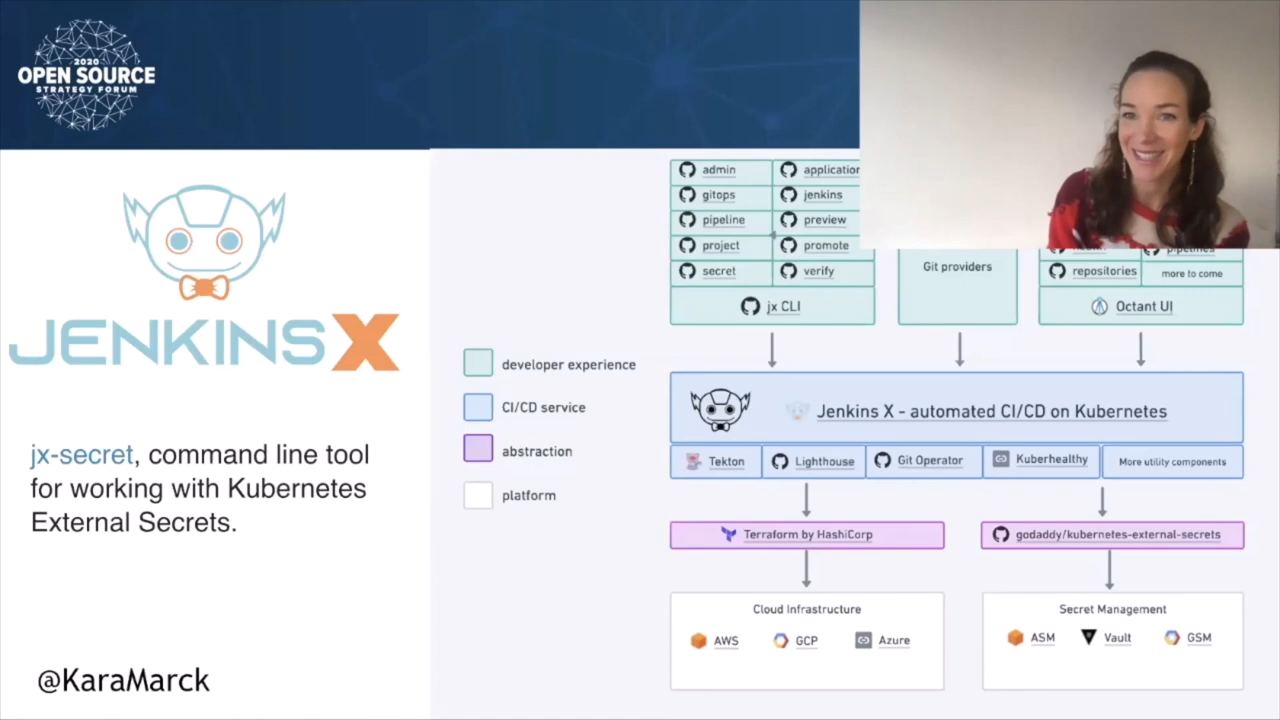 2020
OPEN SOURCE
STRATEGY FORUM
JENKINS X
jx-secret, command line tool
for working with Kubernetes
External Secrets.
@KaraMarck
admin
application
gitops
jenkins
pipeline
preview
project
promote
secret
verify
jx CLI
Git providers
pipelines
repositories
more to come
Octant UI
developer experience
CI/CD service
abstraction
platform
Jenkins X - automated CI/CD on Kubernetes
Tekton
Lighthouse
Git Operator
Kuberhealthy
More utility components
Terraform by HashiCorp
godaddy/kubernetes-external-secrets
Cloud Infrastructure
AWS
GCP
Azure
Secret Management
ASM
Vault
GSM